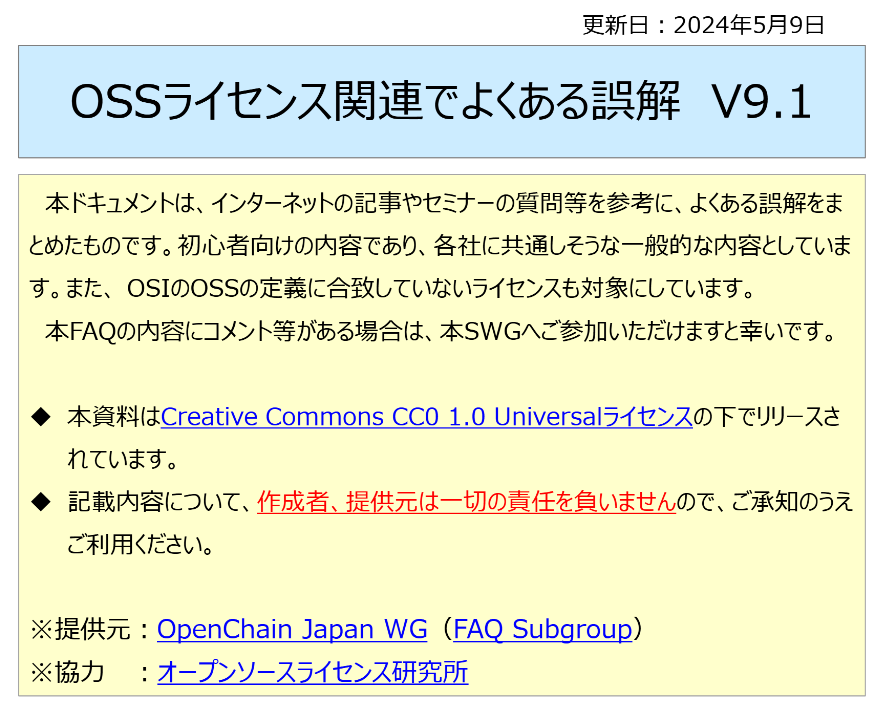 更新日：2024年5月9日
OSSライセンス関連でよくある誤解　V9.1
本ドキュメントは、インターネットの記事やセミナーの質問等を参考に、よくある誤解をま
とめたものです。初心者向けの内容であり、各社に共通しそうな一般的な内容としていま
す。また、OSIのOSSの定義に合致していないライセンスも対象にしています。
本FAQの内容にコメント等がある場合は、本SWGへご参加いただけますと幸いです。
◆ 本資料はCreative Commons CC0 1.0 Universalライセンスの下でリリースさ
れています。
◆ 記載内容について、作成者、提供元は一切の責任を負いませんので、ご承知のうえ
ご利用ください。
※提供元：OpenChain Japan WG（FAQ Subgroup）
※協力　：オープンソースライセンス研究所